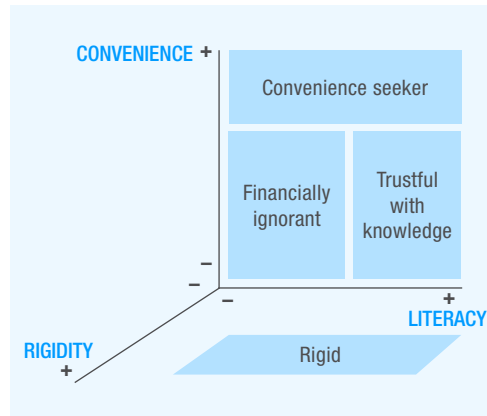 CONVENIENCE +
Convenience seeker
Financially
ignorant
Trustful
with
knowledge
–
–
–
+
LITERACY
RIGIDITY
+
Rigid